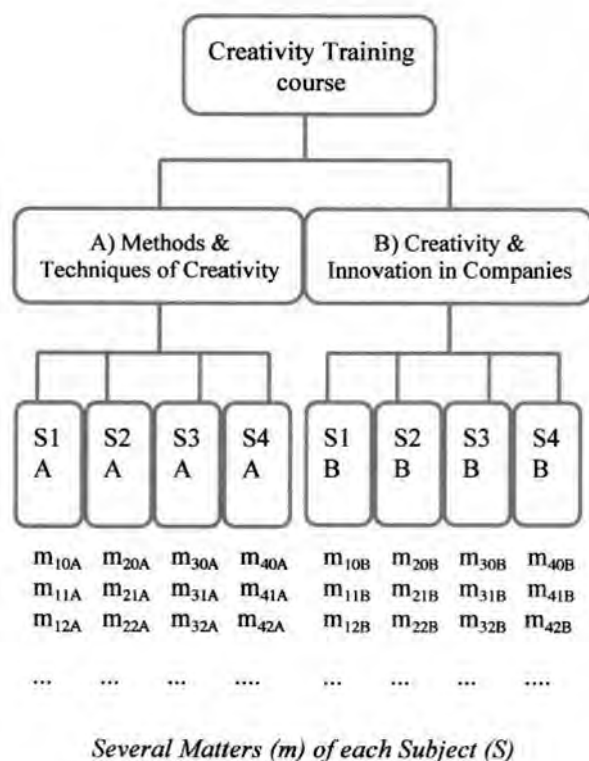 Creativity Training
course
A) Methods &
Techniques of Creativity
B) Creativity &
Innovation in Companies
S1 S2 S3 S4 S1 S2 S3 S4
A A A A B B B B
m10A m20A m30A m40A m10B m20B m30B m40B
m11A m21A m31A m41A m11B m21B m31B m41B
m12A m22A m32A m42A m12B m22B m32B m42B
... ... ... .... ... ... ... ....
Several Matters (m) of each Subject (S)